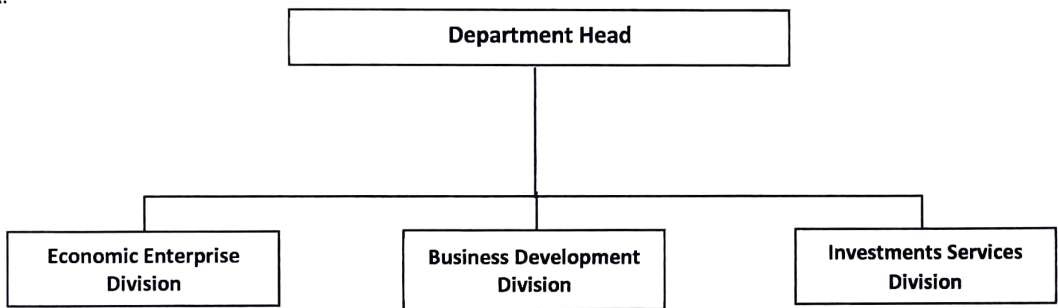 Department Head
Economic Enterprise
Division
Business Development
Division
Investments Services
Division